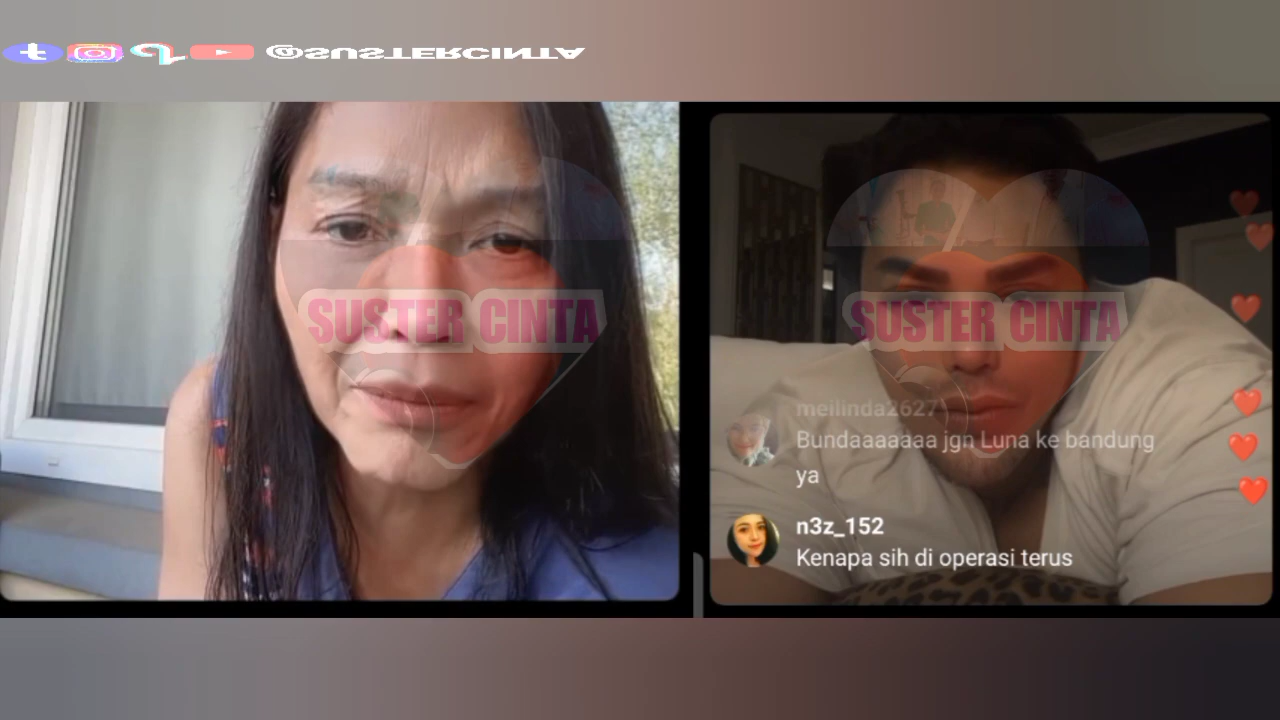 @SUSTERCINTA
SUSTER CINTA
SUSTER CINTA
meilinda2627
Bundaaaaaaa jgn Luna ke bandung
ya
n3z_152
Kenapa sih di operasi terus